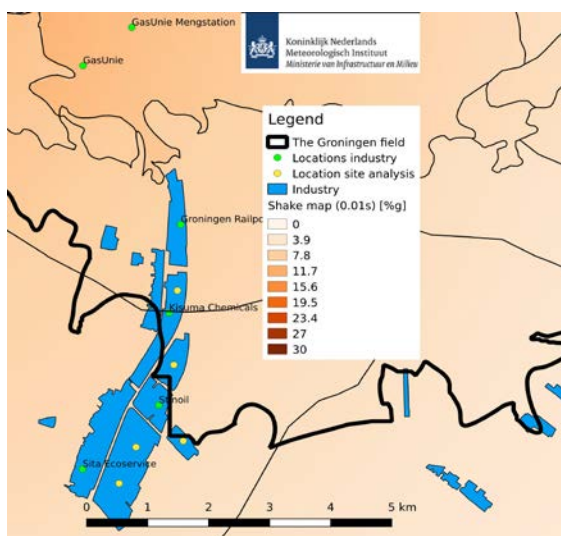 GasUnie Mengstation
GasUnie
Koninklijk Nederlands
Meteorologisch Instituut
Ministerie van Infrastructuur en Milieu
Legend
The Groningen field
Locations industry
Location site analysis
Industry
Shake map (0.01s) [%g]
0
3.9
7.8
11.7
15.6
19.5
23.4
27
30
Groningen Railpo
Kisuma Chemicals
Sita Ecoservice
0 1 2 3 4 5 km